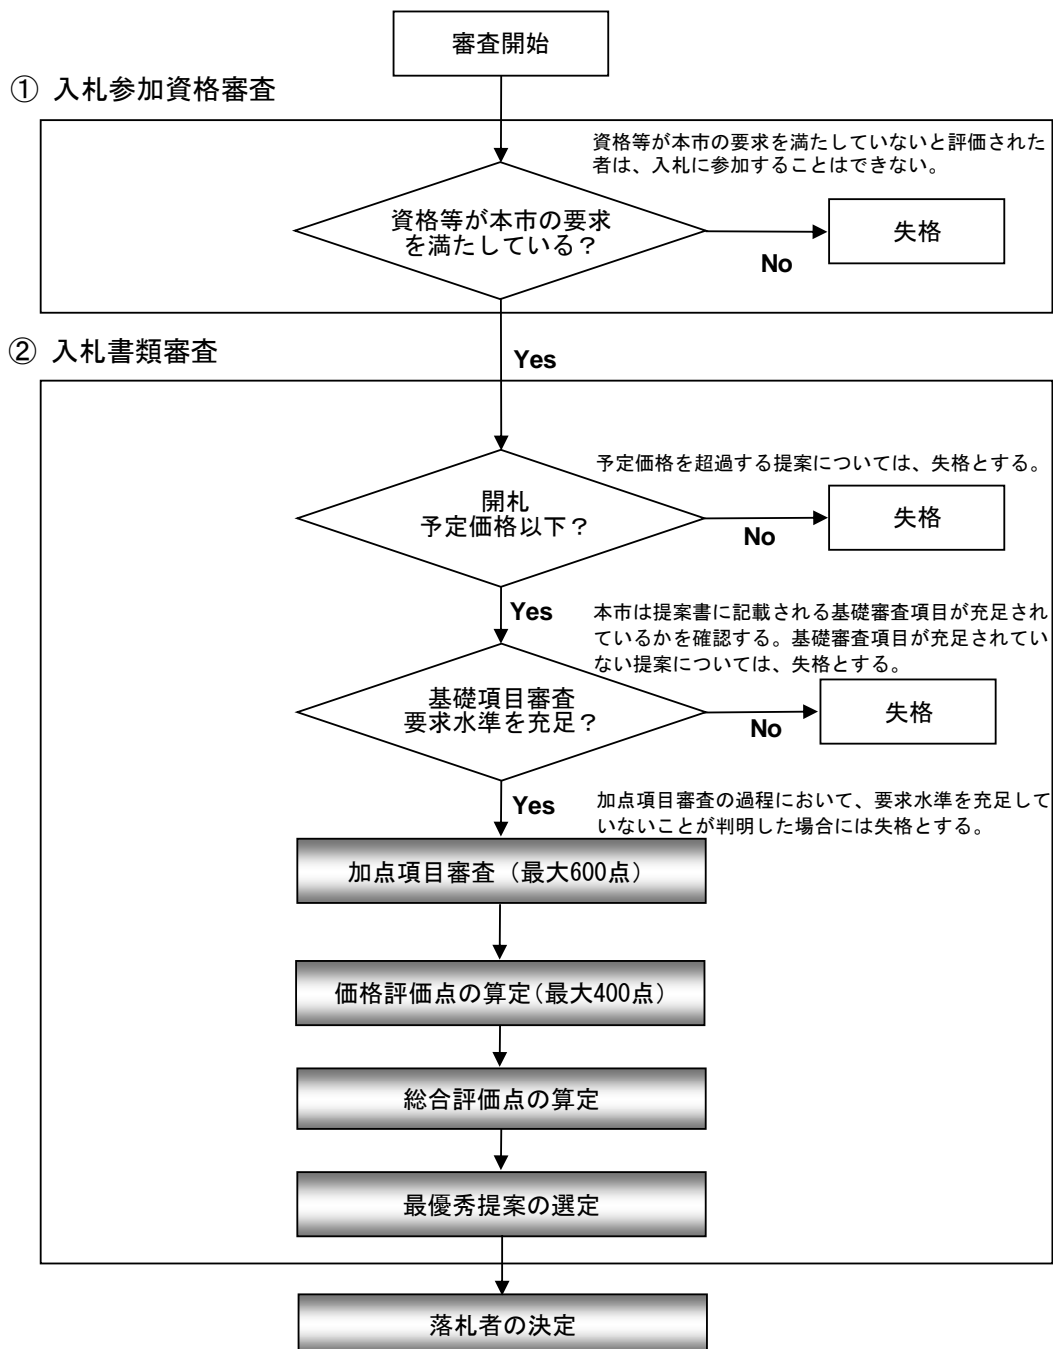 審査開始
① 入札参加資格審査
資格等が本市の要求を満たしていないと評価された
者は、入札に参加することはできない。
資格等が本市の要求
を満たしている？
失格
No
② 入札書類審査
Yes
予定価格を超過する提案については、失格とする。
開札
予定価格以下？
失格
No
Yes
本市は提案書に記載される基礎審査項目が充足され
ているかを確認する。基礎審査項目が充足されてい
ない提案については、失格とする。
基礎項目審査
要求水準を充足？
失格
No
Yes
加点項目審査の過程において、要求水準を充足して
いないことが判明した場合には失格とする。
加点項目審査（最大600点）
価格評価点の算定（最大400点）
総合評価点の算定
最優秀提案の選定
落札者の決定